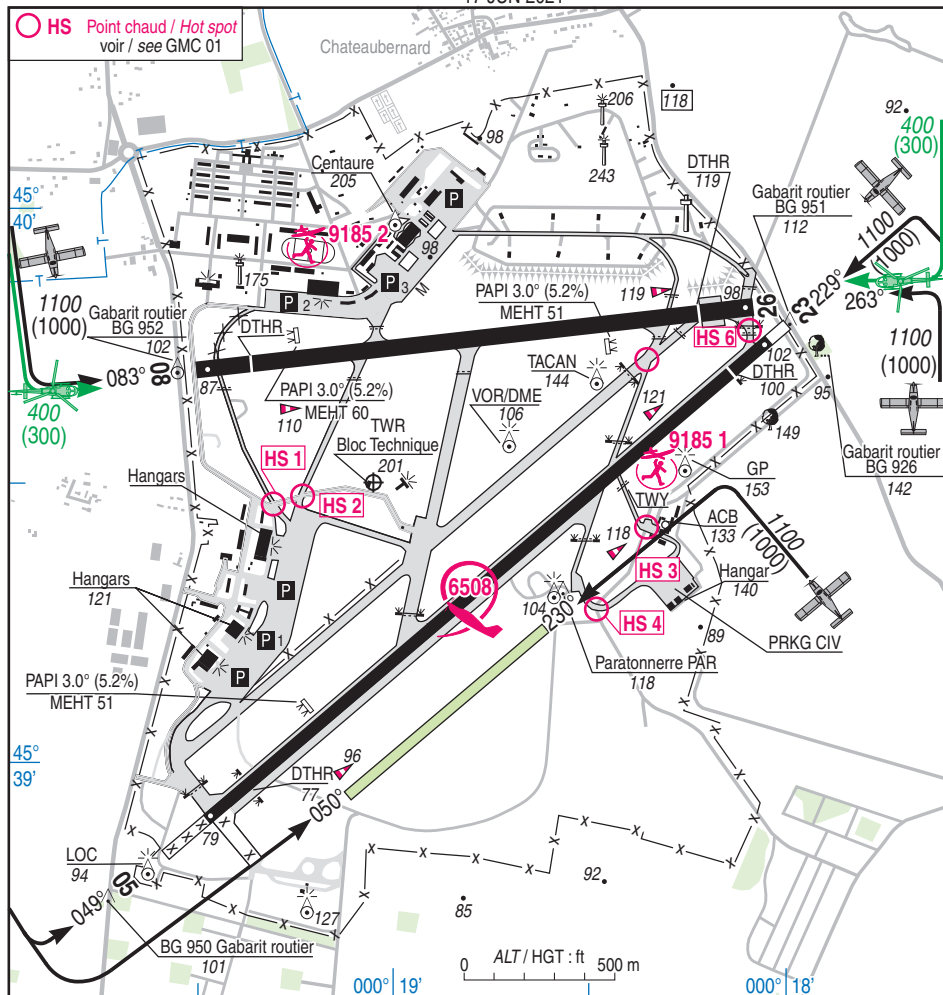 HS Point chaud / Hot spot
voir / see GMC 01
Chateaubernard
206
118
92
400
(300)
98
Centaure
205
243
DTHR
119
Gabarit routier
BG 951
112
45°
40'
9185 2
98
1100
(1000)
175
P
P 2
P 3
M
PAPI 3.0° (5.2%)
MEHT 51
119
98
26
22
229°
263°
1100
(1000)
Gabarit routier
BG 952
102
DTHR
HS 6
083°
08
87
PAPI 3.0° (5.2%)
MEHT 60
110
TACAN
144
102
DTHR
100
95
1100
(1000)
400
(300)
VOR/DME
106
121
TWR
Bloc Technique
201
9185 1
149
Gabarit routier
BG 926
142
HS 1
HS 2
Hangars
GP
153
TWY
ACB
133
118
HS 3
1100
(1000)
Hangars
121
P
6508
Hangar
140
104
230°
HS 4
P 1
89
PRKG CIV
P
Paratonnerre PAR
118
PAPI 3.0° (5.2%)
MEHT 51
45°
39'
96
DTHR
77
050°
79
LOC
94
05
049°
92
85
127
BG 950 Gabarit routier
101
ALT / HGT : ft
0 500 m
000° 19'
000° 18'